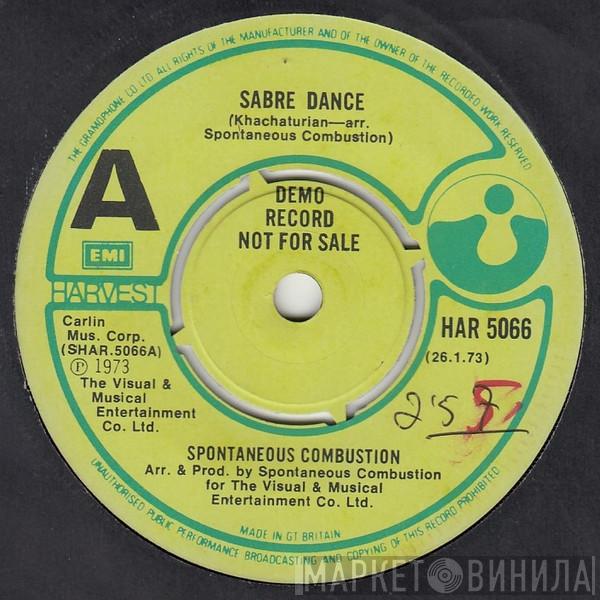 THE GRAMOPHONE CO LTD ALL RIGHTS OF THE MANUFACTURER AND OF THE OWNER OF THE RECORDED WORK RESERVED
SABRE DANCE
(Khachaturian—arr.
Spontaneous Combustion)
A
DEMO
RECORD
NOT FOR SALE
EMI
HARVEST
HAR 5066
(26.1.73)
Carlin
Mus. Corp.
(SHAR.5066A)
Ⓟ 1973
The Visual &
Musical
Entertainment
Co. Ltd.
SPONTANEOUS COMBUSTION
Arr. & Prod. by Spontaneous Combustion
for The Visual & Musical
Entertainment Co. Ltd.
MADE IN GT BRITAIN
UNAUTHORISED PUBLIC PERFORMANCE BROADCASTING AND COPYING OF THIS RECORD PROHIBITED
МАРКЕТ ВИНИЛА